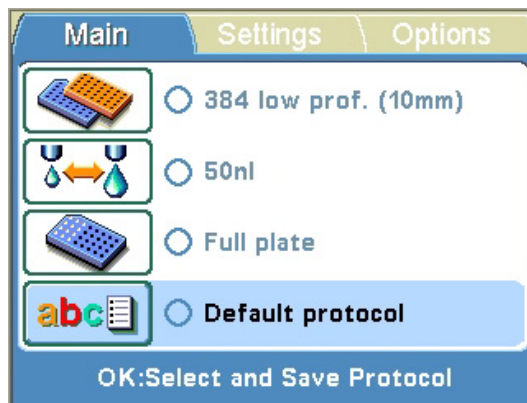 Main Settings Options
384 low prof. (10mm)
50nl
Full plate
abc Default protocol
OK:Select and Save Protocol